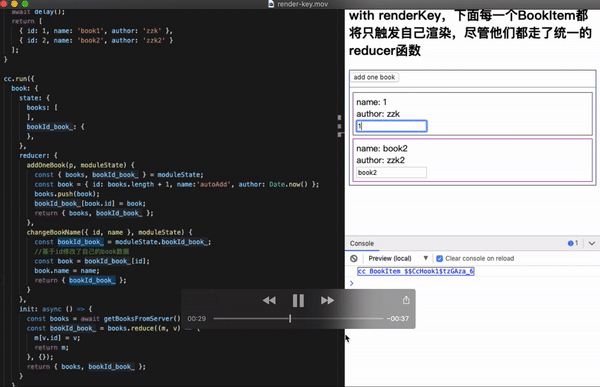 render-key.mov
await delay();
return [
{ id: 1, name: 'book1', author: 'zzk' },
{ id: 2, name: 'book2', author: 'zzk2' }
];
}
cc.run({
book: {
state: {
books: [
],
bookId_book_: {
},
},
reducer: {
addOneBook(p, moduleState) {
const { books, bookId_book_ } = moduleState;
const book = { id: books.length + 1, name:'autoAdd', author: Date.now() };
books.push(book);
bookId_book_[book.id] = book;
return { books, bookId_book_ };
},
changeBookName({ id, name }, moduleState) {
const bookId_book_ = moduleState.bookId_book_;
//基于id修改了自己的book数据
const book = bookId_book_[id];
book.name = name;
return { bookId_book_ };
}
},
init: async () => {
const books = await getBooksFromServer()
const bookId_book_ = books.reduce((m, v) => {
m[v.id] = v;
return m;
}, {});
return { books, bookId_book_ };
}
with renderKey，下面每一个BookItem都
将只触发自己渲染，尽管他们都走了统一的
reducer函数
add one book
name: 1
author: zzk
1
name: book2
author: zzk2
book2
Console
1
Preview (local)
Clear console on reload
cc BookItem $$CcHook1$tzGAza_6
00:29
-00:37